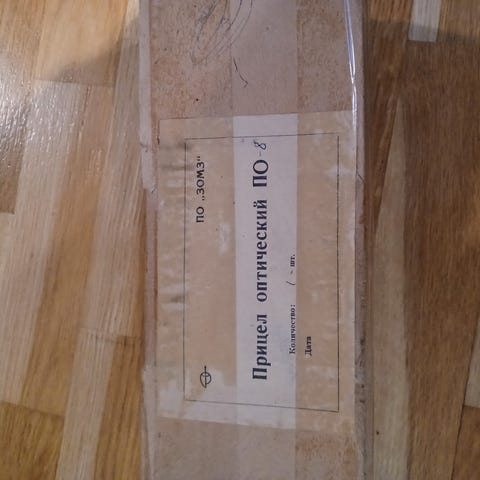 ПО „ЗОМЗ"
Прицел оптический ПО-8
Количество: 1 - шт.
Дата